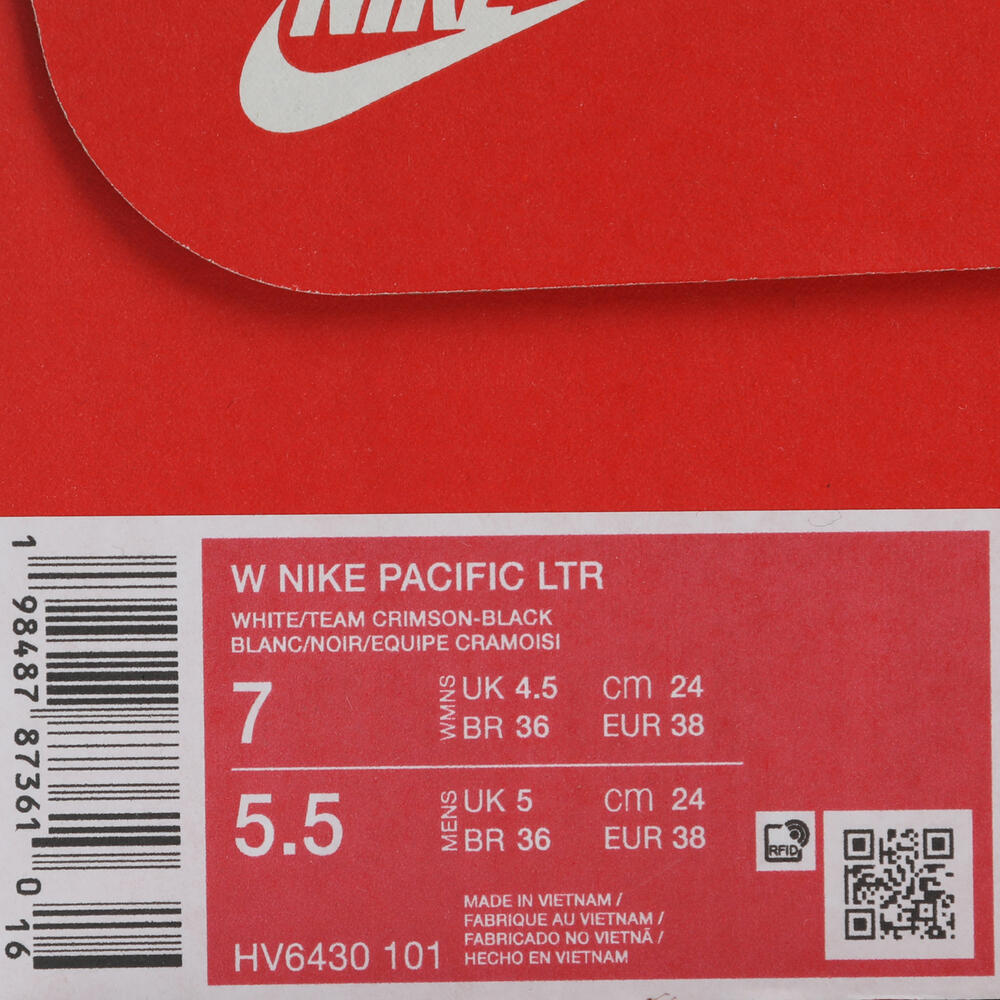 NIKE
W NIKE PACIFIC LTR
WHITE/TEAM CRIMSON-BLACK
BLANC/NOIR/EQUIPE CRAMOISI
7
WMNS
UK 4.5 cm 24
BR 36 EUR 38
5.5
MENS
UK 5 cm 24
BR 36 EUR 38
RFID
MADE IN VIETNAM /
FABRIQUE AU VIETNAM /
FABRICADO NO VIETNÃ /
HECHO EN VIETNAM
HV6430 101
1 98487 87361 0 16